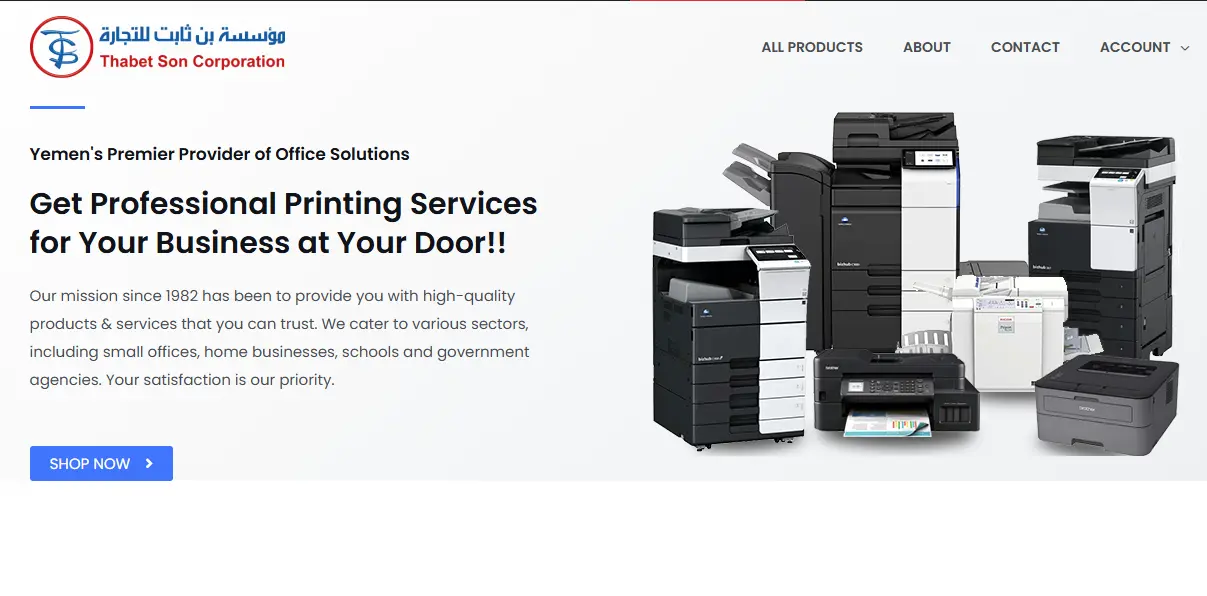 مؤسسة بن ثابت للتجارة
Thabet Son Corporation
ALL PRODUCTS
ABOUT
CONTACT
ACCOUNT
Yemen's Premier Provider of Office Solutions
Get Professional Printing Services
for Your Business at Your Door!!
Our mission since 1982 has been to provide you with high-quality
products & services that you can trust. We cater to various sectors,
including small offices, home businesses, schools and government
agencies. Your satisfaction is our priority.
SHOP NOW